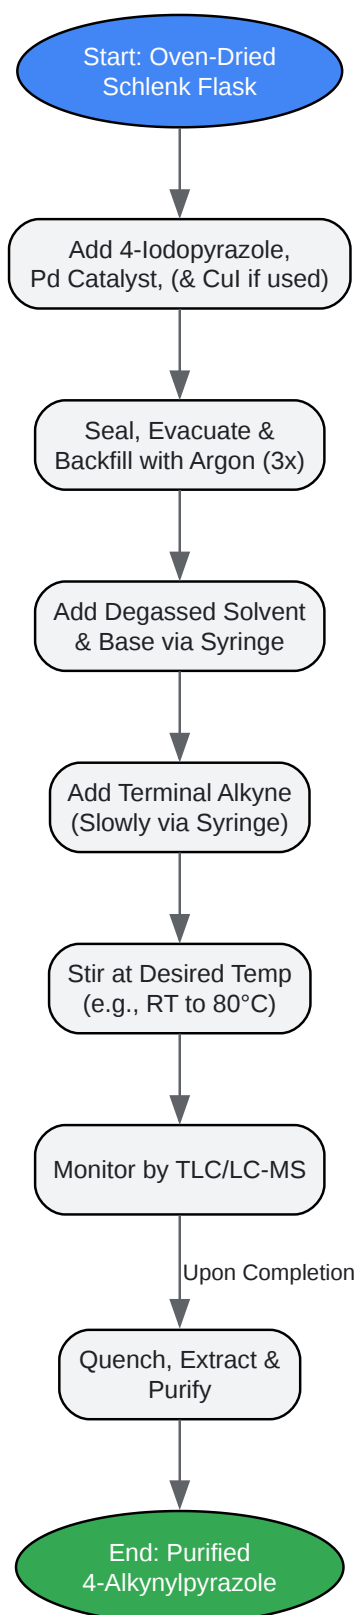 Start: Oven-Dried
Schlenk Flask
Add 4-Iodopyrazole,
Pd Catalyst, (& CuI if used)
Seal, Evacuate &
Backfill with Argon (3x)
Add Degassed Solvent
& Base via Syringe
Add Terminal Alkyne
(Slowly via Syringe)
Stir at Desired Temp
(e.g., RT to 80°C)
Monitor by TLC/LC-MS
Upon Completion
Quench, Extract &
Purify
End: Purified
4-Alkynylpyrazole